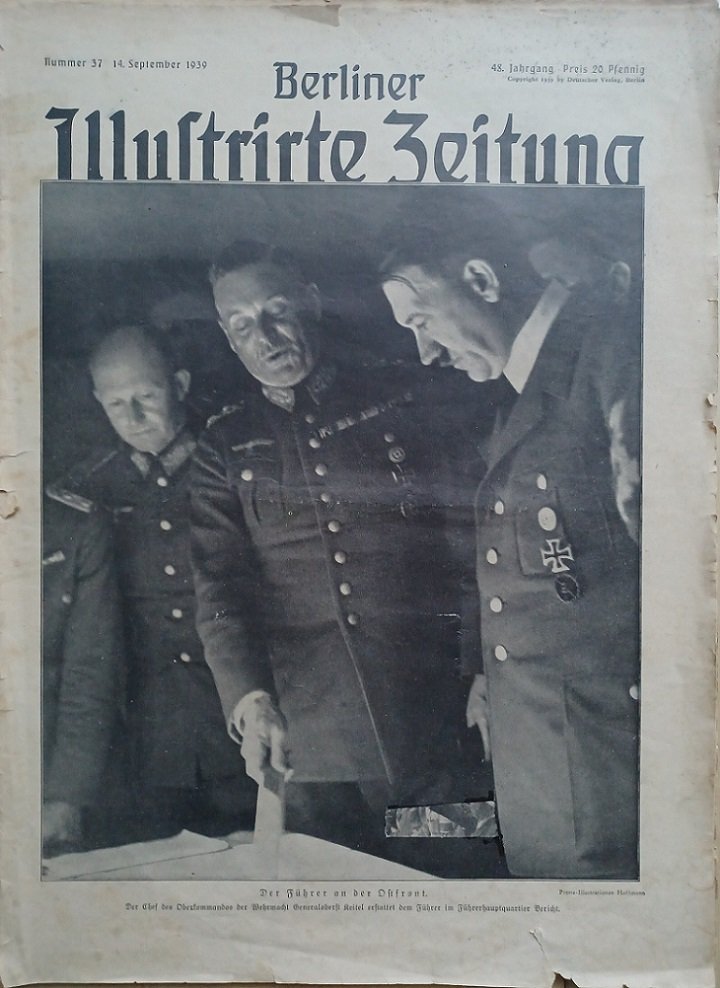 Nummer 37 14. September 1939
48. Jahrgang Preis 20 Pfennig
Copyright 1939 by Deutscher Verlag, Berlin
Berliner
Illustrirte Zeitung
Der Führer an der Ostfront.
Presse-Illustrationen Hoffmann
Der Chef des Oberkommandos der Wehrmacht Generaloberst Keitel erstattet dem Führer im Führerhauptquartier Bericht.